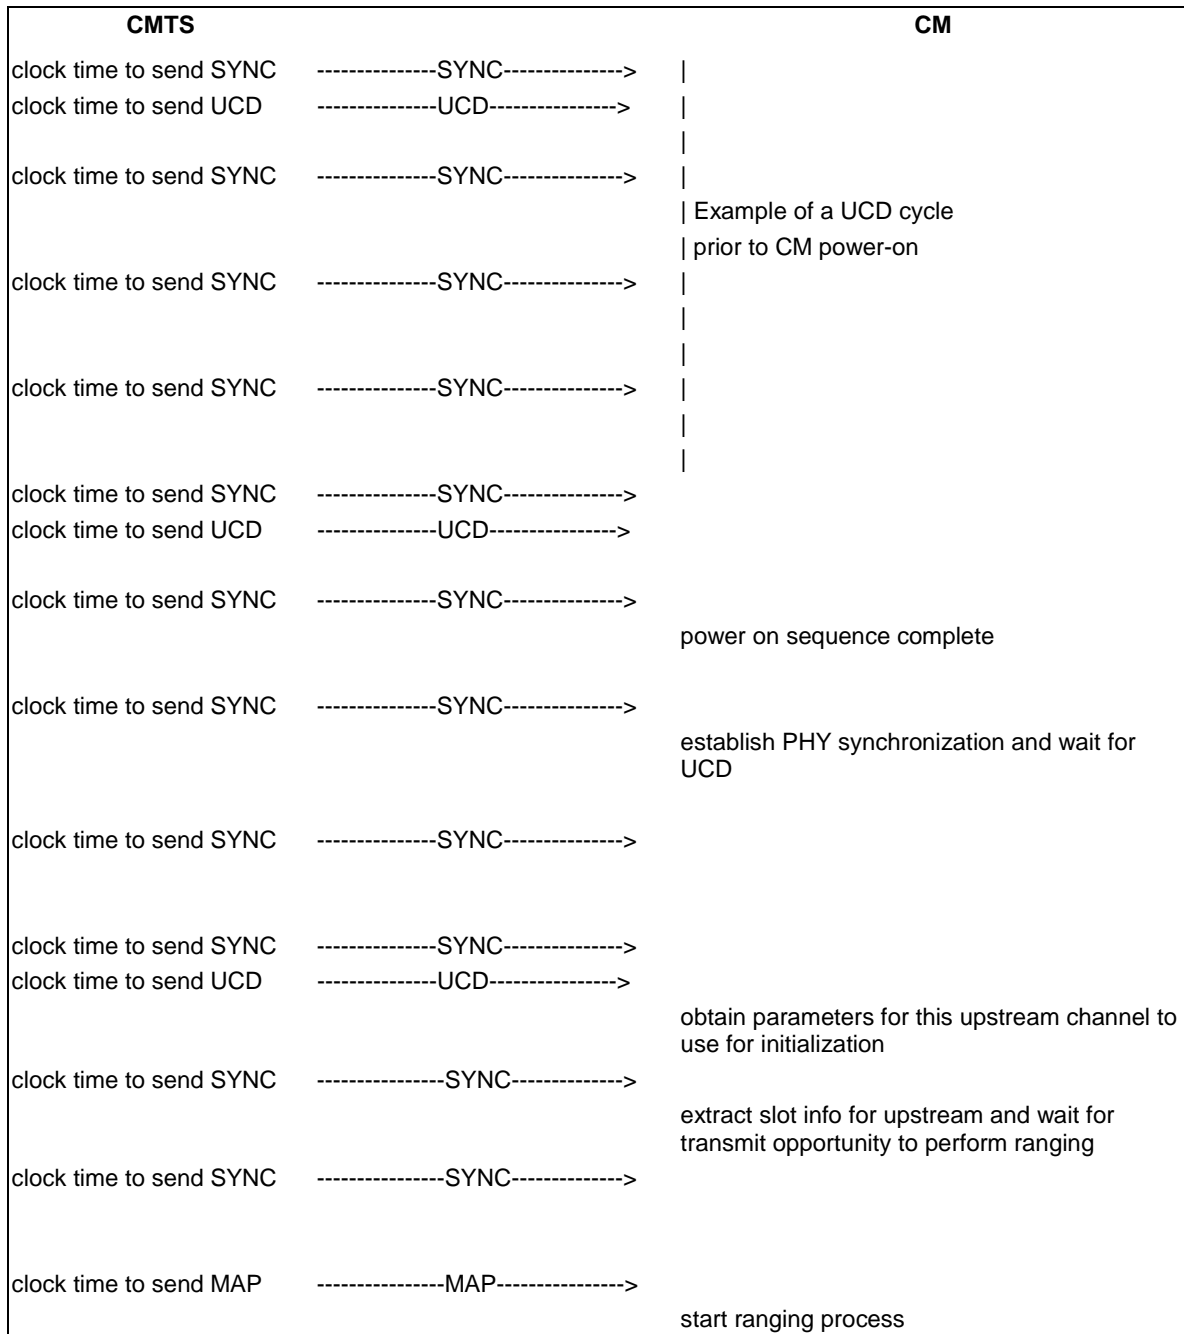 CMTS CM
clock time to send SYNC ---------------SYNC---------------> |
clock time to send UCD ---------------UCD----------------> |
|
clock time to send SYNC ---------------SYNC---------------> |
| Example of a UCD cycle
| prior to CM power-on
clock time to send SYNC ---------------SYNC---------------> |
|
|
clock time to send SYNC ---------------SYNC---------------> |
|
|
clock time to send SYNC ---------------SYNC--------------->
clock time to send UCD ---------------UCD---------------->
clock time to send SYNC ---------------SYNC--------------->
power on sequence complete
clock time to send SYNC ---------------SYNC--------------->
establish PHY synchronization and wait for
UCD
clock time to send SYNC ---------------SYNC--------------->
clock time to send SYNC ---------------SYNC--------------->
clock time to send UCD ---------------UCD---------------->
obtain parameters for this upstream channel to
use for initialization
clock time to send SYNC ----------------SYNC-------------->
extract slot info for upstream and wait for
transmit opportunity to perform ranging
clock time to send SYNC ----------------SYNC-------------->
clock time to send MAP ----------------MAP---------------->
start ranging process